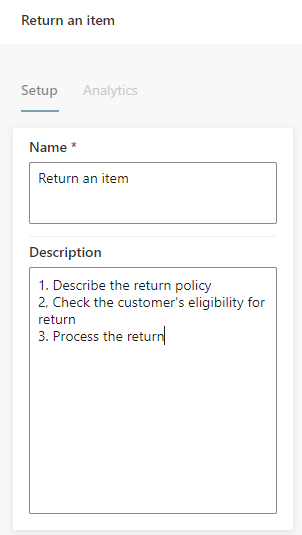 Return an item
Setup Analytics
Name *
Return an item
Description
1. Describe the return policy
2, Check the customer's eligibility for
return
3. Process the return